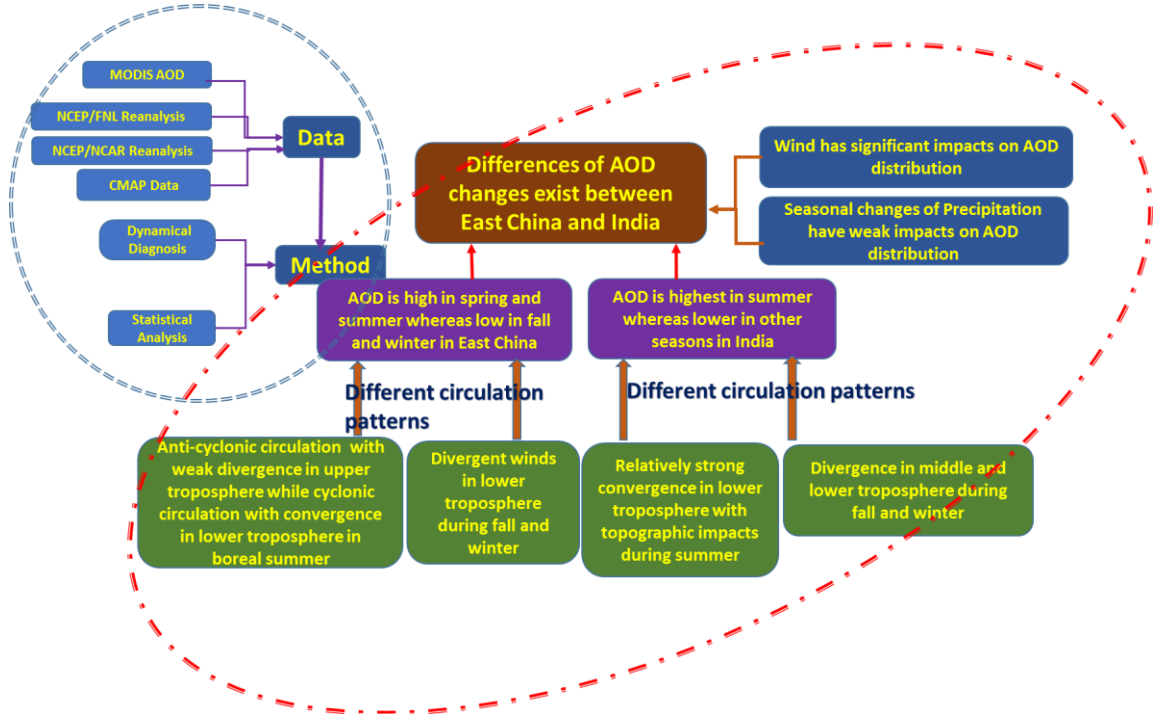 MODIS AOD
NCEP/FNL Reanalysis
NCEP/NCAR Reanalysis
CMAP Data
Data
Dynamical
Diagnosis
Statistical
Analysis
Method
Differences of AOD
changes exist between
East China and India
Wind has significant impacts on AOD
distribution
Seasonal changes of Precipitation
have weak impacts on AOD
distribution
AOD is high in spring and
summer whereas low in fall
and winter in East China
AOD is highest in summer
whereas lower in other
seasons in India
Different circulation
patterns
Different circulation patterns
Anti-cyclonic circulation with
weak divergence in upper
troposphere while cyclonic
circulation with convergence
in lower troposphere in
boreal summer
Divergent winds
in lower
troposphere
during fall and
winter
Relatively strong
convergence in lower
troposphere with
topographic impacts
during summer
Divergence in middle and
lower troposphere during
fall and winter